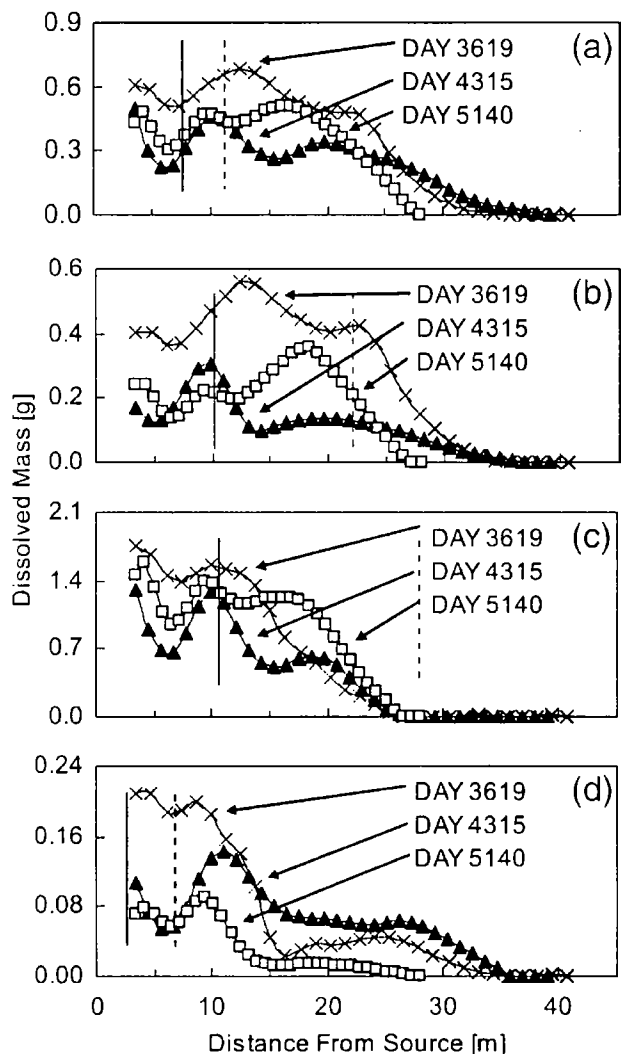 0.9
(a)
DAY 3619
0.6
DAY 4315
DAY 5140
0.3
0.0
0.6
(b)
DAY 3619
0.4
DAY 4315
DAY 5140
0.2
0.0
Dissolved Mass [g]
2.1
(c)
DAY 3619
1.4
DAY 4315
DAY 5140
0.7
0.0
0.24
(d)
DAY 3619
0.16
DAY 4315
DAY 5140
0.08
0.00
0 10 20 30 40
Distance From Source [m]